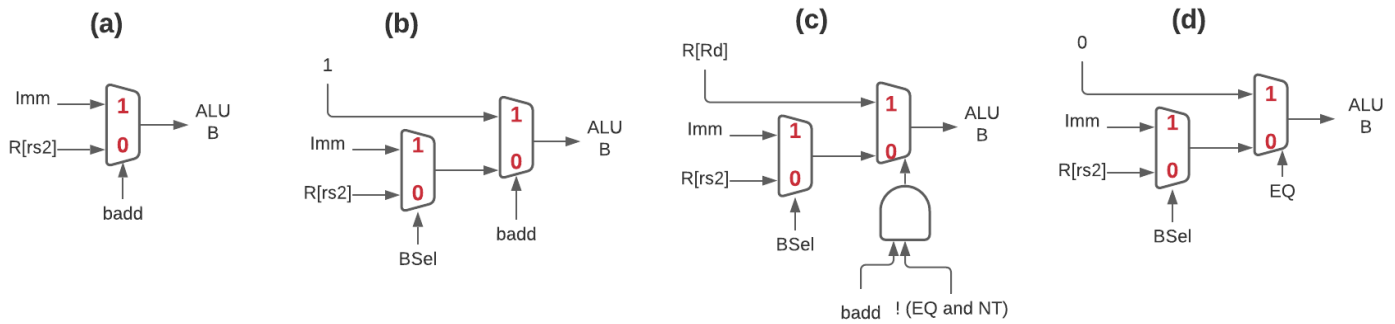 (a)
Imm
1
R[rs2]
0
ALU
B
badd
(b)
1
Imm
1
R[rs2]
0
BSel
1
0
ALU
B
badd
(c)
R[Rd]
Imm
1
R[rs2]
0
BSel
1
0
ALU
B
badd
! (EQ and NT)
(d)
0
Imm
1
R[rs2]
0
BSel
1
0
ALU
B
EQ